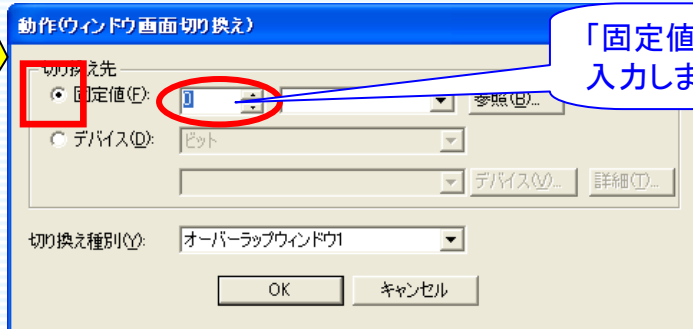 動作(ウィンドウ画面切り換え)
「固定値
入力しま
切り換え先
固定値(F):
0
参照(B)...
デバイス(D):
ビット
デバイス(V)...
詳細(T)...
切り換え種別(Y):
オーバーラップウィンドウ1
OK
キャンセル